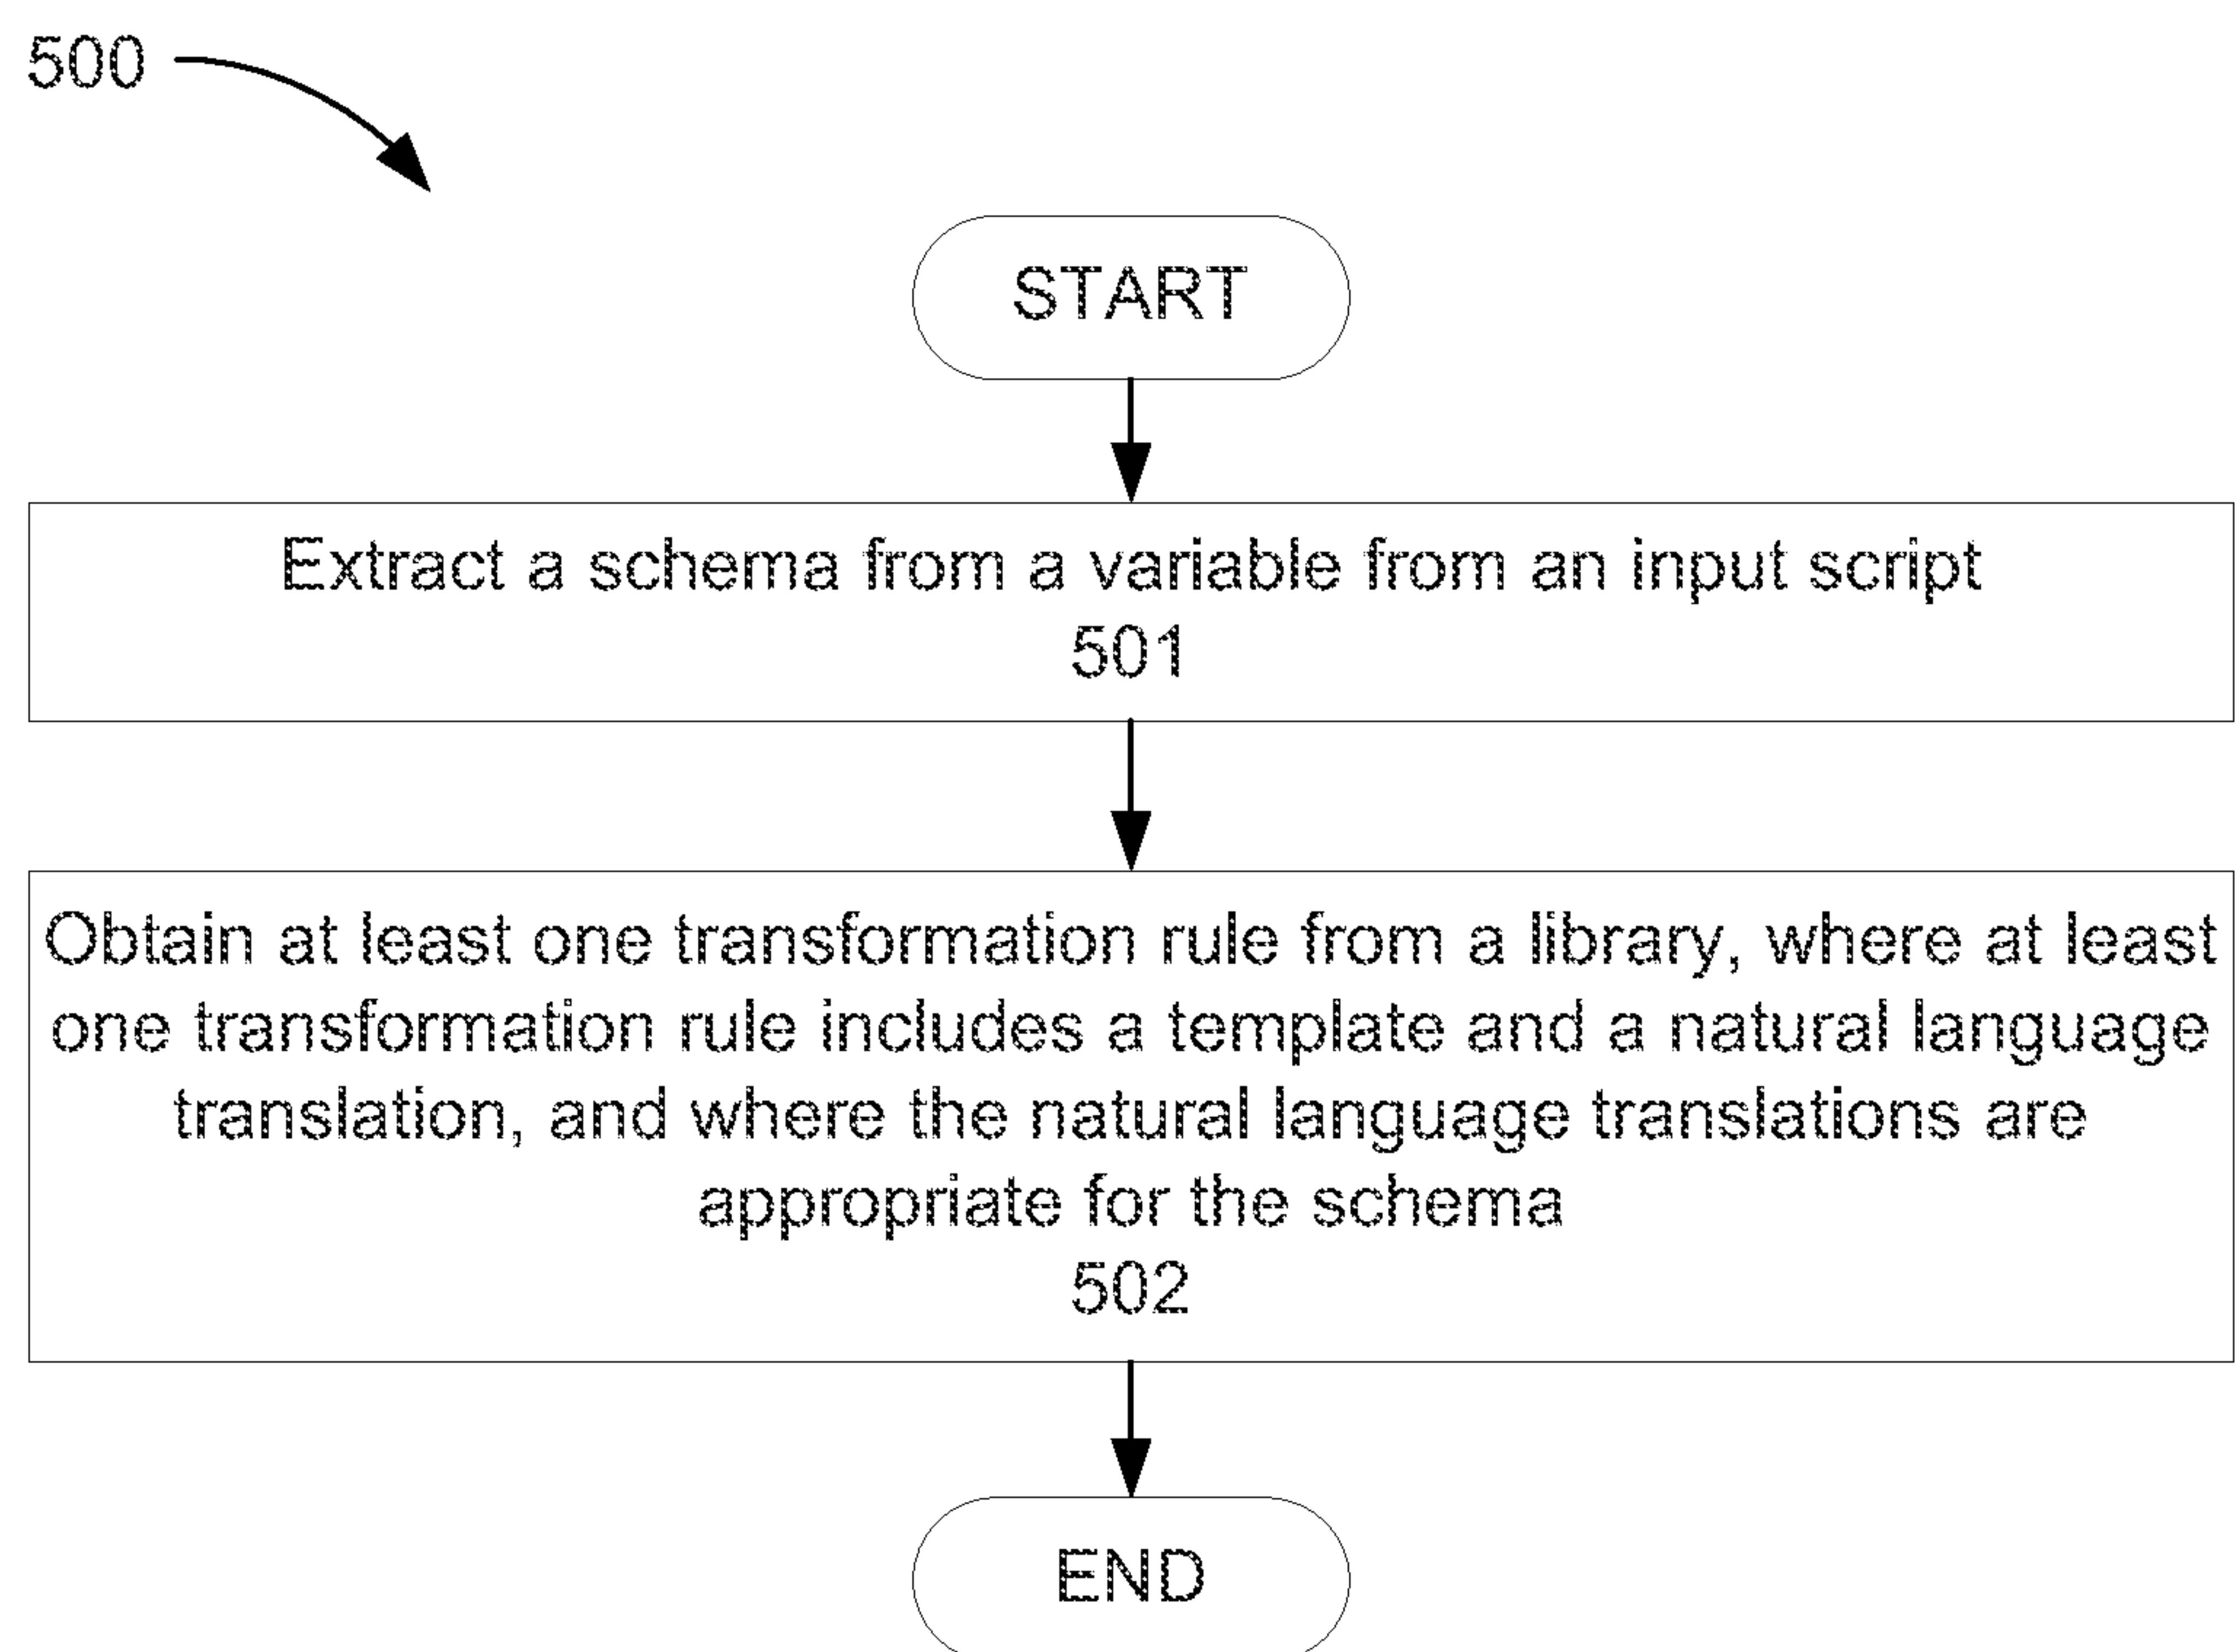 500
START
Extract a schema from a variable from an input script
501
Obtain at least one transformation rule from a library, where at least
one transformation rule includes a template and a natural language
translation, and where the natural language translations are
appropriate for the schema
502
END